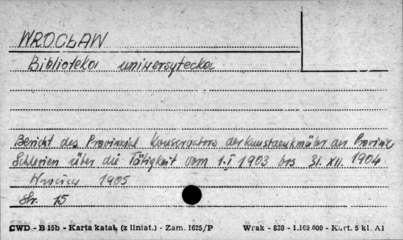 WROCŁAW
Biblioteka uniwersytecka
Bericht des Provinzial Konservators der Kunstdenkmäler der Provinz
Schlesien über die Tätigkeit vom 1.I 1903 bis 31. XII. 1904
Wrocław 1905
Str. 15
CWD - B 15b - Karta katal. (z liniat.) - Zam. 1625/P Wrak - 820 - 1.169.000 - Kart. 5 kl. A1